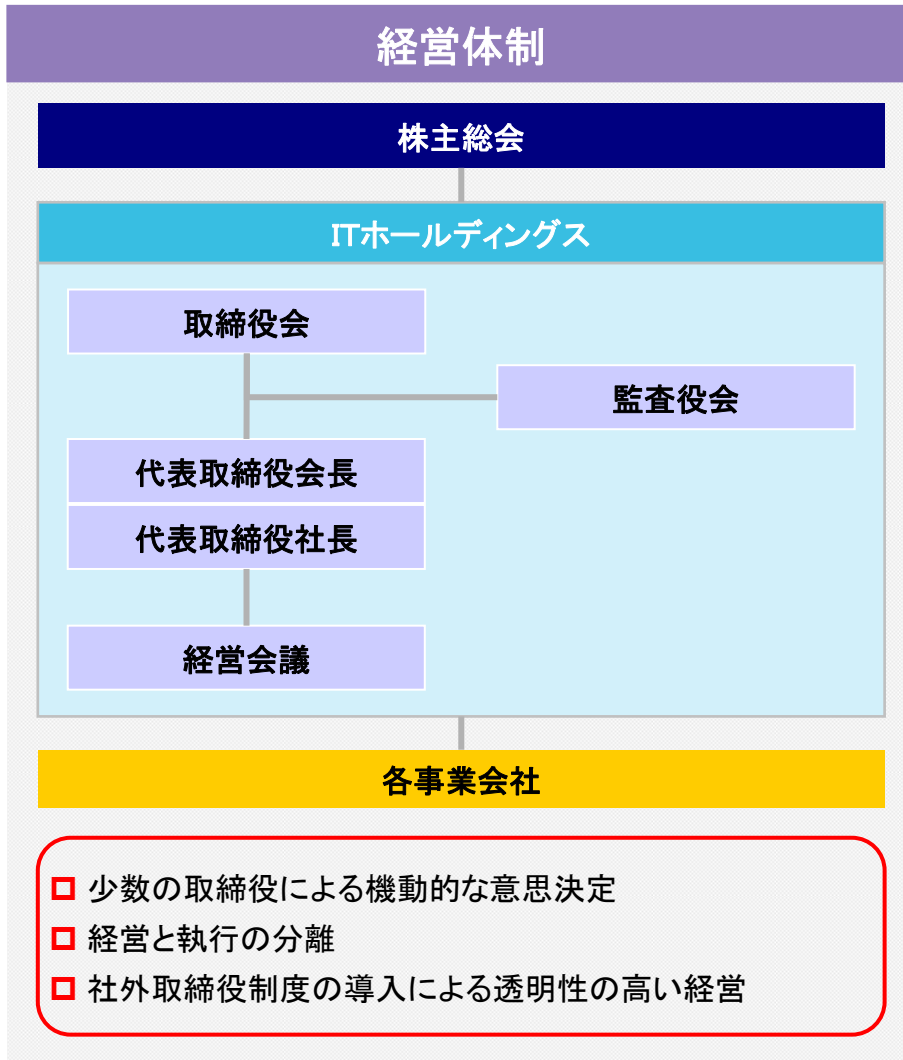 経営体制
株主総会
ITホールディングス
取締役会
監査役会
代表取締役会長
代表取締役社長
経営会議
各事業会社
少数の取締役による機動的な意思決定
経営と執行の分離
社外取締役制度の導入による透明性の高い経営